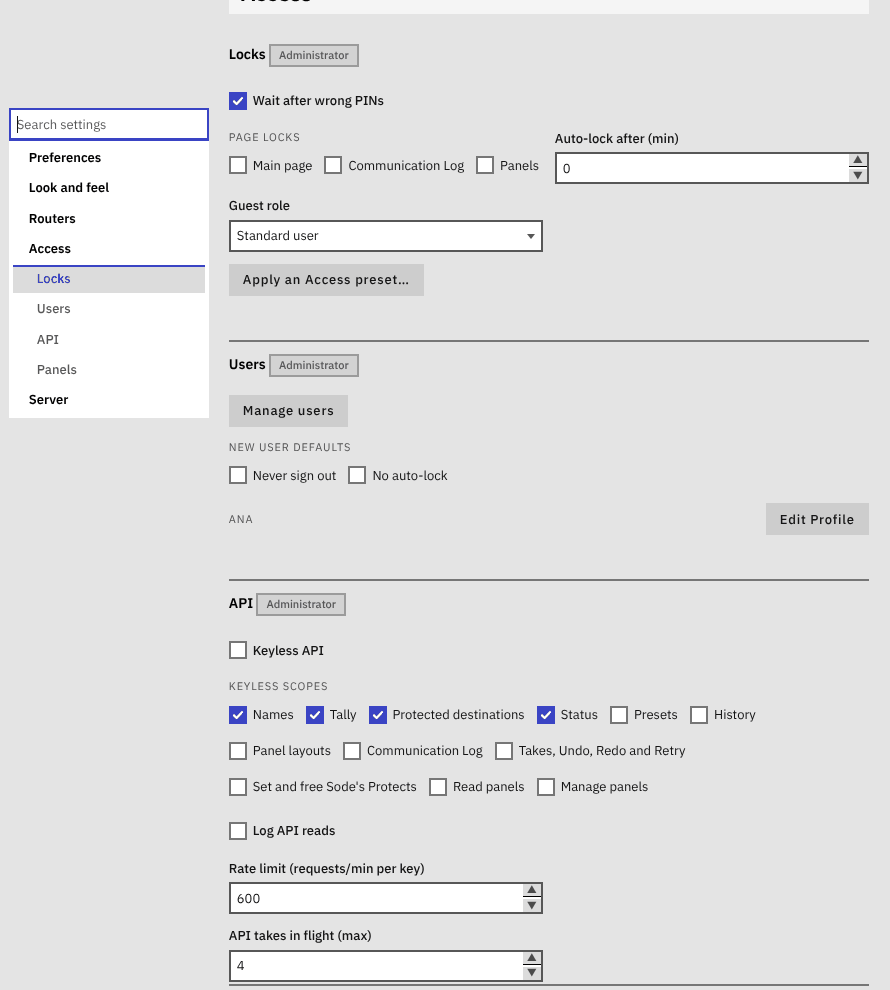 Locks Administrator
Wait after wrong PINs
PAGE LOCKS
Main page Communication Log Panels
Auto-lock after (min)
0
Guest role
Standard user
Apply an Access preset...
Search settings
Preferences
Look and feel
Routers
Access
Locks
Users
API
Panels
Server
Users Administrator
Manage users
NEW USER DEFAULTS
Never sign out No auto-lock
ANA Edit Profile
API Administrator
Keyless API
KEYLESS SCOPES
Names Tally Protected destinations Status Presets History
Panel layouts Communication Log Takes, Undo, Redo and Retry
Set and free Sode's Protects Read panels Manage panels
Log API reads
Rate limit (requests/min per key)
600
API takes in flight (max)
4